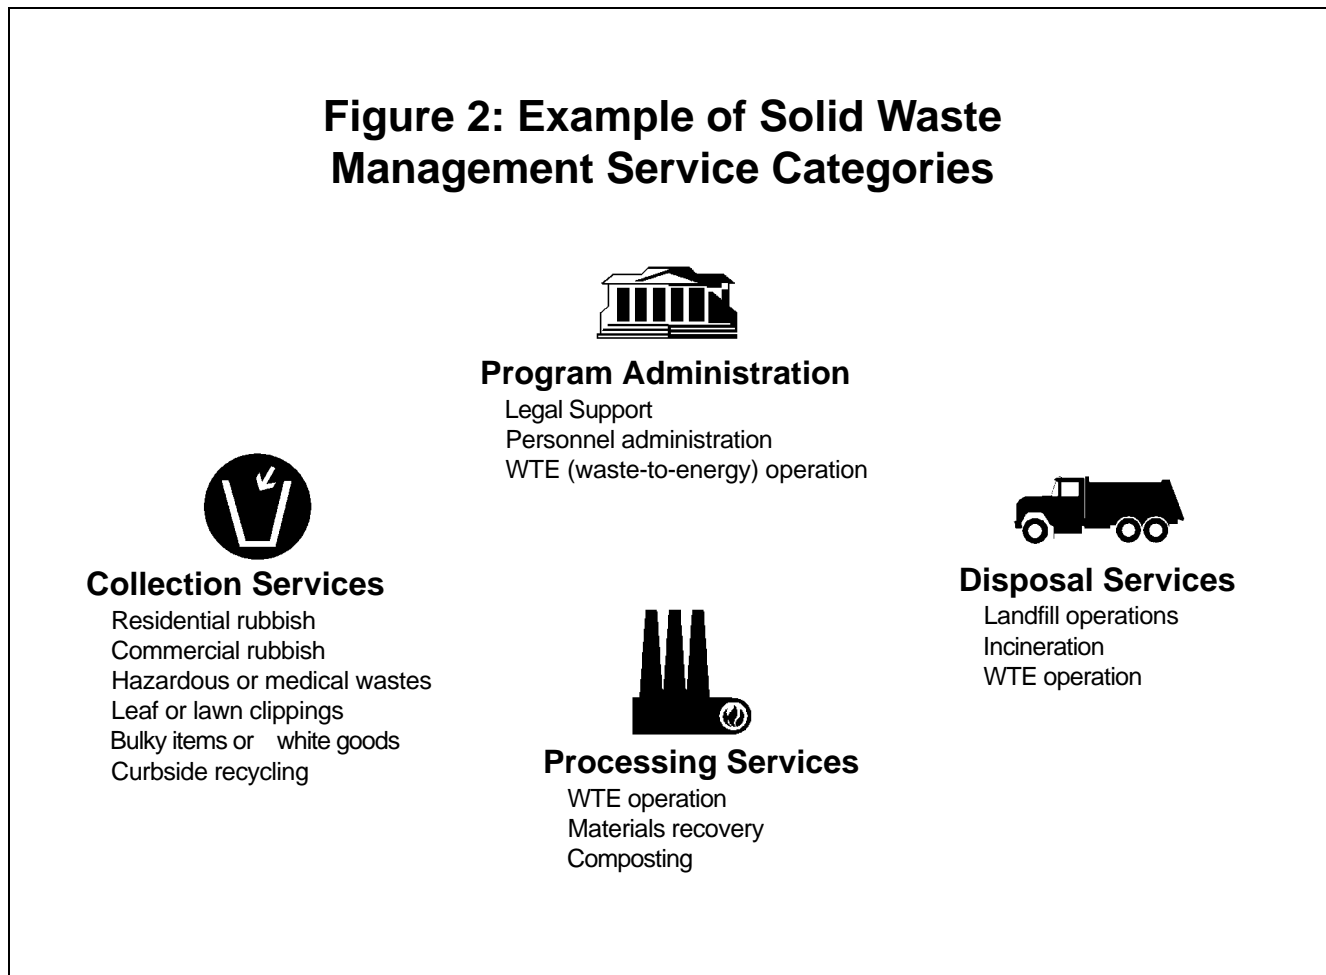 Figure 2: Example of Solid Waste
Management Service Categories
Program Administration
Legal Support
Personnel administration
WTE (waste-to-energy) operation
Collection Services
Residential rubbish
Commercial rubbish
Hazardous or medical wastes
Leaf or lawn clippings
Bulky items or white goods
Curbside recycling
Processing Services
WTE operation
Materials recovery
Composting
Disposal Services
Landfill operations
Incineration
WTE operation